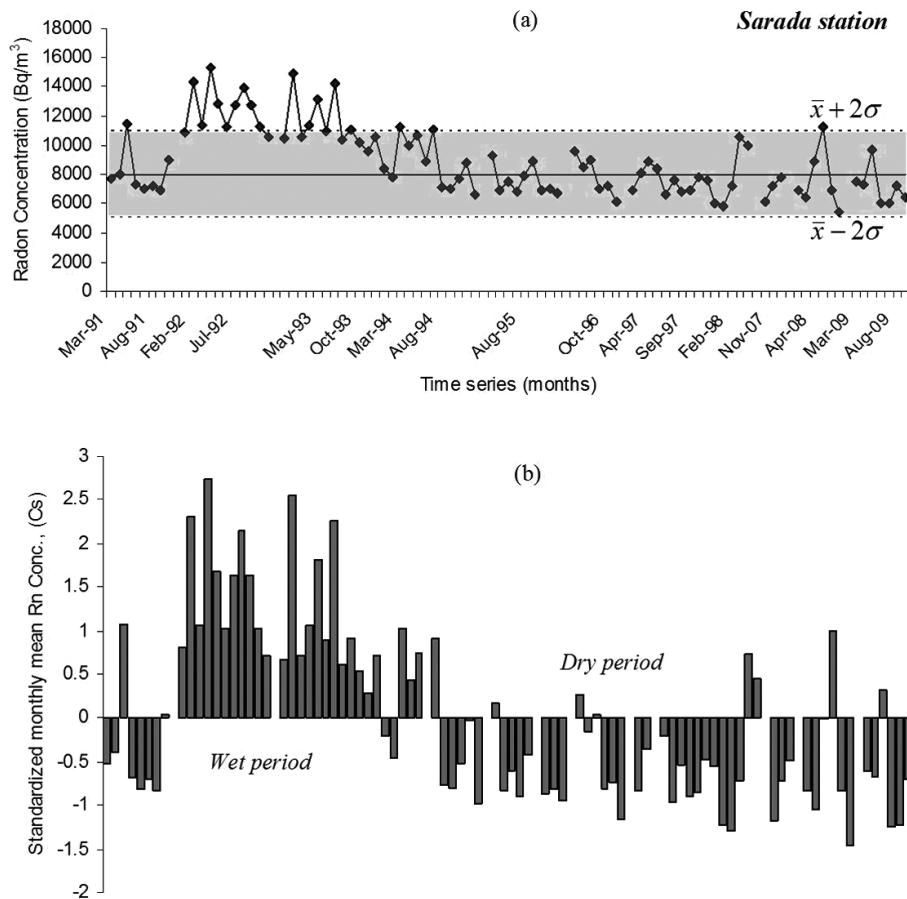 (a)
Sarada station
Radon Concentration (Bq/m³)
18000
16000
14000
12000
10000
8000
6000
4000
2000
0
x̄ + 2σ
x̄ − 2σ
Mar-91
Aug-91
Feb-92
Jul-92
May-93
Oct-93
Mar-94
Aug-94
Aug-95
Oct-96
Apr-97
Sep-97
Feb-98
Nov-07
Apr-08
Mar-09
Aug-09
Time series (months)
(b)
Standardized monthly mean Rn Conc., (Cs)
3
2.5
2
1.5
1
0.5
0
-0.5
-1
-1.5
-2
Dry period
Wet period